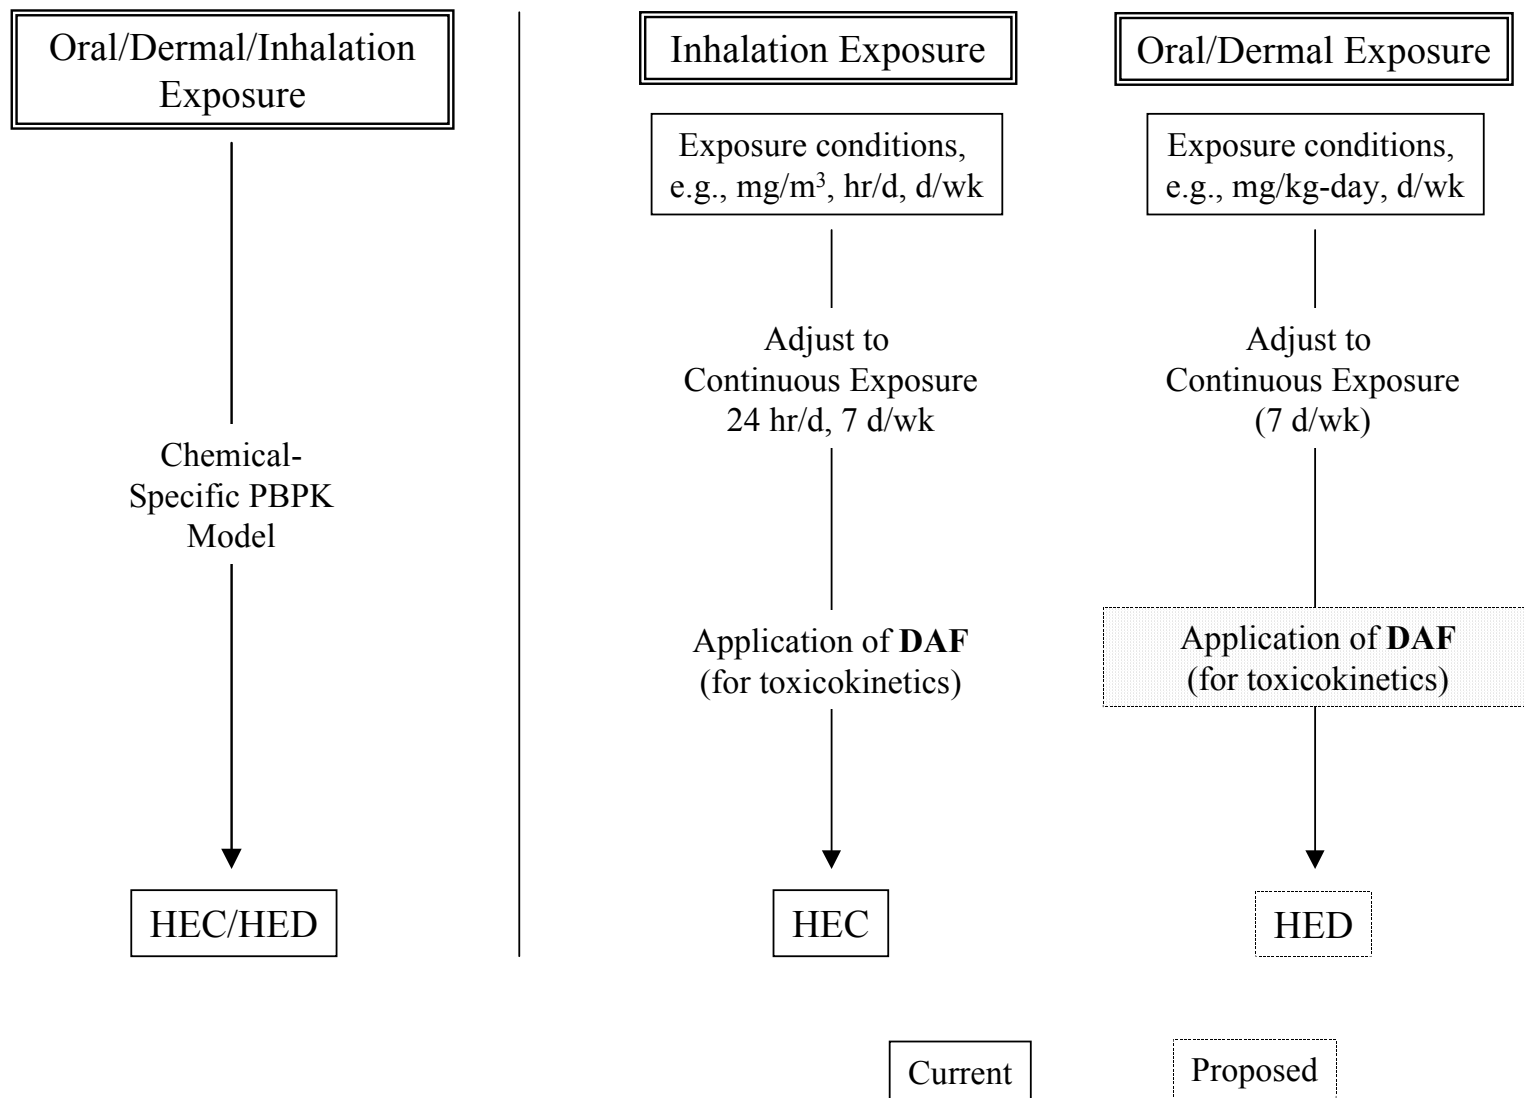 Oral/Dermal/Inhalation
Exposure
Chemical-
Specific PBPK
Model
HEC/HED
Inhalation Exposure
Exposure conditions,
e.g., mg/m³, hr/d, d/wk
Adjust to
Continuous Exposure
24 hr/d, 7 d/wk
Application of DAF
(for toxicokinetics)
HEC
Oral/Dermal Exposure
Exposure conditions,
e.g., mg/kg-day, d/wk
Adjust to
Continuous Exposure
(7 d/wk)
Application of DAF
(for toxicokinetics)
HED
Current
Proposed